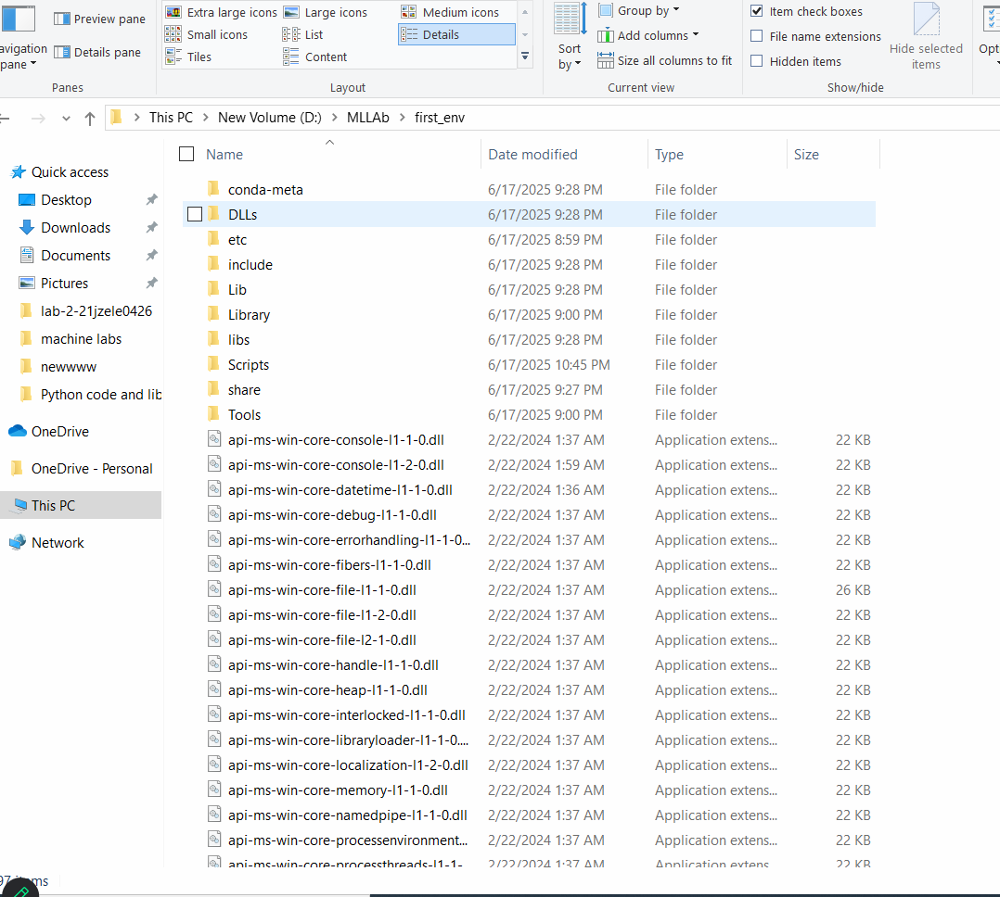 Preview pane
Extra large icons
Large icons
Medium icons
Small icons
List
Details
Tiles
Content
avigation
pane
Details pane
Sort
by
Group by
Add columns
Size all columns to fit
Item check boxes
File name extensions
Hidden items
Hide selected
items
Opt
Panes
Layout
Current view
Show/hide
This PC > New Volume (D:) > MLLAb > first_env
Quick access
Desktop
Downloads
Documents
Pictures
lab-2-21jzele0426
machine labs
newwww
Python code and lib
OneDrive
OneDrive - Personal
This PC
Network
Name Date modified Type Size
conda-meta 6/17/2025 9:28 PM File folder
DLLs 6/17/2025 9:28 PM File folder
etc 6/17/2025 8:59 PM File folder
include 6/17/2025 9:28 PM File folder
Lib 6/17/2025 9:28 PM File folder
Library 6/17/2025 9:00 PM File folder
libs 6/17/2025 9:28 PM File folder
Scripts 6/17/2025 10:45 PM File folder
share 6/17/2025 9:27 PM File folder
Tools 6/17/2025 9:00 PM File folder
api-ms-win-core-console-l1-1-0.dll 2/22/2024 1:37 AM Application extens... 22 KB
api-ms-win-core-console-l1-2-0.dll 2/22/2024 1:59 AM Application extens... 22 KB
api-ms-win-core-datetime-l1-1-0.dll 2/22/2024 1:36 AM Application extens... 22 KB
api-ms-win-core-debug-l1-1-0.dll 2/22/2024 1:37 AM Application extens... 22 KB
api-ms-win-core-errorhandling-l1-1-0... 2/22/2024 1:37 AM Application extens... 22 KB
api-ms-win-core-fibers-l1-1-0.dll 2/22/2024 1:37 AM Application extens... 22 KB
api-ms-win-core-file-l1-1-0.dll 2/22/2024 1:37 AM Application extens... 26 KB
api-ms-win-core-file-l1-2-0.dll 2/22/2024 1:37 AM Application extens... 22 KB
api-ms-win-core-file-l2-1-0.dll 2/22/2024 1:37 AM Application extens... 22 KB
api-ms-win-core-handle-l1-1-0.dll 2/22/2024 1:37 AM Application extens... 22 KB
api-ms-win-core-heap-l1-1-0.dll 2/22/2024 1:37 AM Application extens... 22 KB
api-ms-win-core-interlocked-l1-1-0.dll 2/22/2024 1:37 AM Application extens... 22 KB
api-ms-win-core-libraryloader-l1-1-0.... 2/22/2024 1:37 AM Application extens... 22 KB
api-ms-win-core-localization-l1-2-0.dll 2/22/2024 1:37 AM Application extens... 22 KB
api-ms-win-core-memory-l1-1-0.dll 2/22/2024 1:37 AM Application extens... 22 KB
api-ms-win-core-namedpipe-l1-1-0.dll 2/22/2024 1:37 AM Application extens... 22 KB
api-ms-win-core-processenvironment... 2/22/2024 1:37 AM Application extens... 22 KB
api-ms-win-core-processthreads-l1-1- 2/22/2024 1:37 AM Application extens... 22 KB